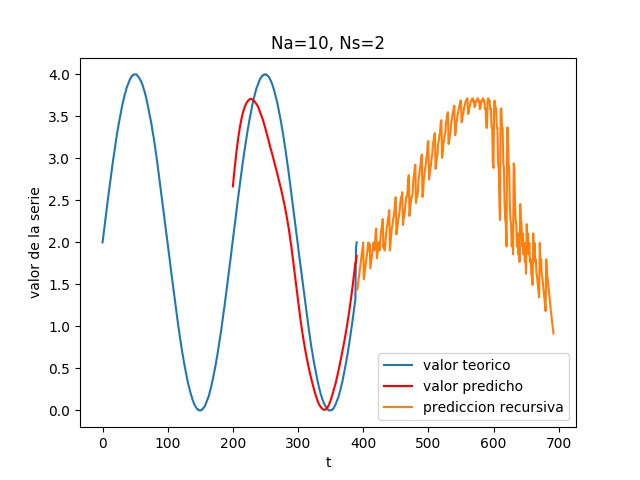 Na=10, Ns=2
valor de la serie
4.0
3.5
3.0
2.5
2.0
1.5
1.0
0.5
0.0
valor teorico
valor predicho
prediccion recursiva
0 100 200 300 400 500 600 700
t